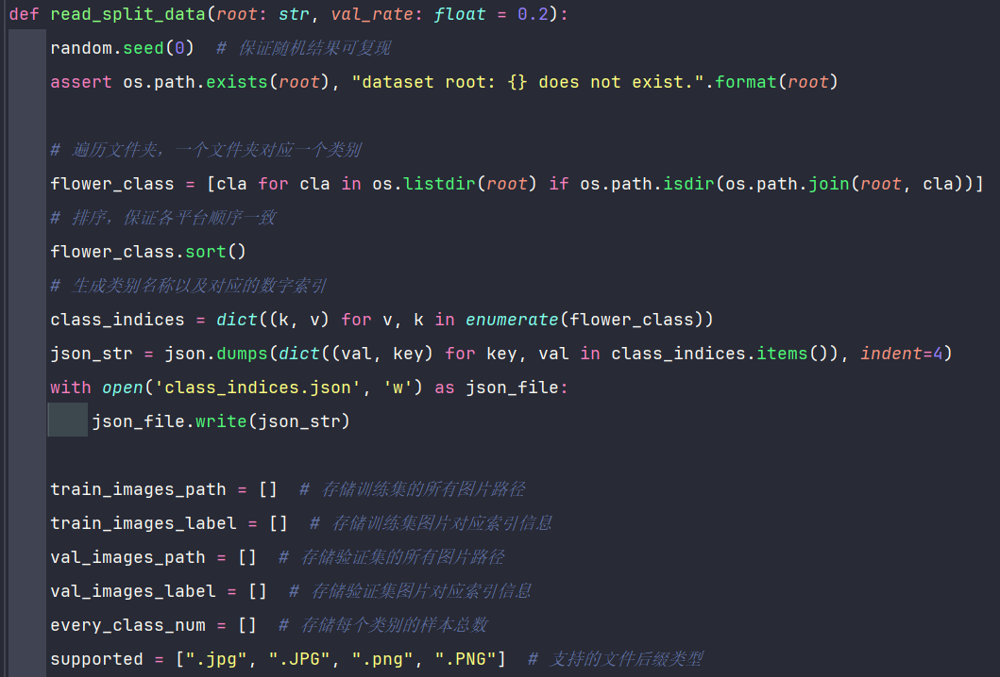 def read_split_data(root: str, val_rate: float = 0.2):
    random.seed(0)  # 保证随机结果可复现
    assert os.path.exists(root), "dataset root: {} does not exist.".format(root)

    # 遍历文件夹，一个文件夹对应一个类别
    flower_class = [cla for cla in os.listdir(root) if os.path.isdir(os.path.join(root, cla))]
    # 排序，保证各平台顺序一致
    flower_class.sort()
    # 生成类别名称以及对应的数字索引
    class_indices = dict((k, v) for v, k in enumerate(flower_class))
    json_str = json.dumps(dict((val, key) for key, val in class_indices.items()), indent=4)
    with open('class_indices.json', 'w') as json_file:
        json_file.write(json_str)

    train_images_path = []  # 存储训练集的所有图片路径
    train_images_label = []  # 存储训练集图片对应索引信息
    val_images_path = []  # 存储验证集的所有图片路径
    val_images_label = []  # 存储验证集图片对应索引信息
    every_class_num = []  # 存储每个类别的样本总数
    supported = [".jpg", ".JPG", ".png", ".PNG"]  # 支持的文件后缀类型